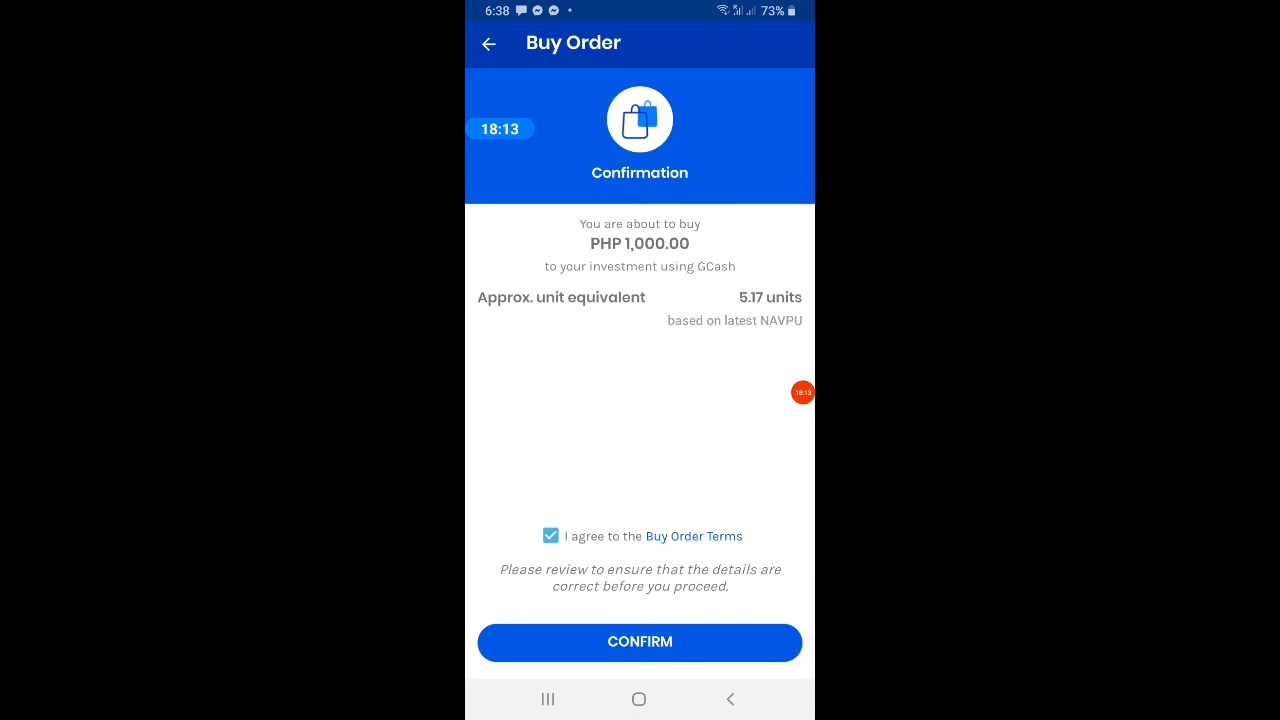 6:38
73%
Buy Order
18:13
Confirmation
You are about to buy
PHP 1,000.00
to your investment using GCash
Approx. unit equivalent 5.17 units
based on latest NAVPU
18:13
I agree to the Buy Order Terms
Please review to ensure that the details are
correct before you proceed.
CONFIRM